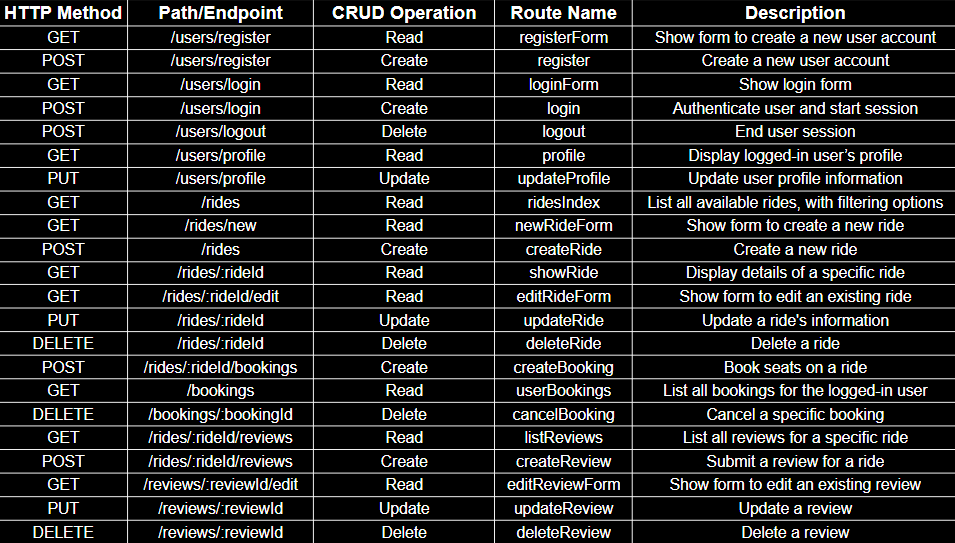 HTTP Method Path/Endpoint CRUD Operation Route Name Description
GET /users/register Read registerForm Show form to create a new user account
POST /users/register Create register Create a new user account
GET /users/login Read loginForm Show login form
POST /users/login Create login Authenticate user and start session
POST /users/logout Delete logout End user session
GET /users/profile Read profile Display logged-in user’s profile
PUT /users/profile Update updateProfile Update user profile information
GET /rides Read ridesIndex List all available rides, with filtering options
GET /rides/new Read newRideForm Show form to create a new ride
POST /rides Create createRide Create a new ride
GET /rides/:rideId Read showRide Display details of a specific ride
GET /rides/:rideId/edit Read editRideForm Show form to edit an existing ride
PUT /rides/:rideId Update updateRide Update a ride's information
DELETE /rides/:rideId Delete deleteRide Delete a ride
POST /rides/:rideId/bookings Create createBooking Book seats on a ride
GET /bookings Read userBookings List all bookings for the logged-in user
DELETE /bookings/:bookingId Delete cancelBooking Cancel a specific booking
GET /rides/:rideId/reviews Read listReviews List all reviews for a specific ride
POST /rides/:rideId/reviews Create createReview Submit a review for a ride
GET /reviews/:reviewId/edit Read editReviewForm Show form to edit an existing review
PUT /reviews/:reviewId Update updateReview Update a review
DELETE /reviews/:reviewId Delete deleteReview Delete a review